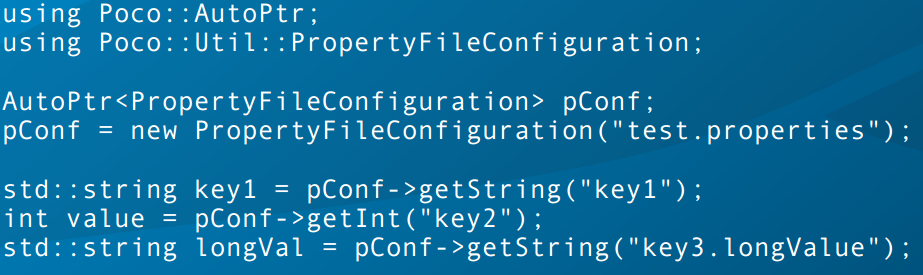 using Poco::AutoPtr;
using Poco::Util::PropertyFileConfiguration;
AutoPtr<PropertyFileConfiguration> pConf;
pConf = new PropertyFileConfiguration("test.properties");
std::string key1 = pConf->getString("key1");
int value = pConf->getInt("key2");
std::string longVal = pConf->getString("key3.longValue");